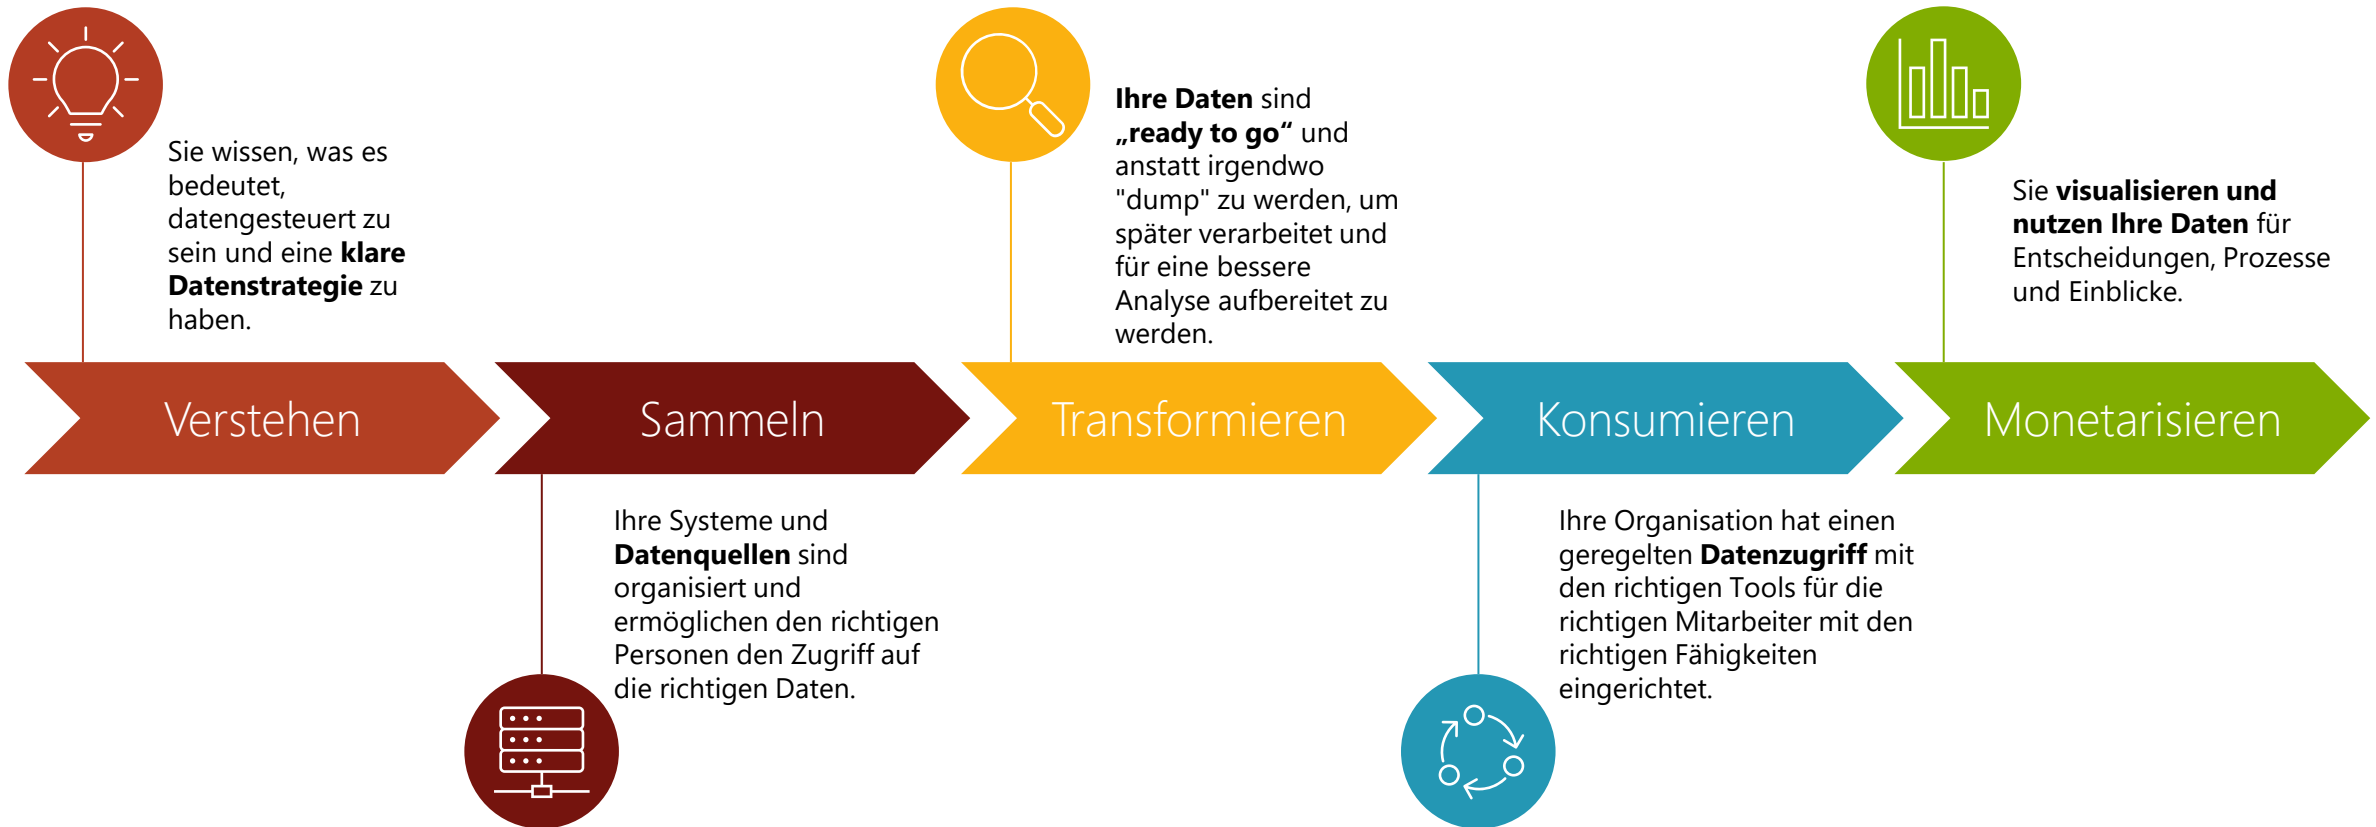 Sie wissen, was es
bedeutet,
datengesteuert zu
sein und eine klare
Datenstrategie zu
haben.
Ihre Daten sind
„ready to go“ und
anstatt irgendwo
"dump" zu werden, um
später verarbeitet und
für eine bessere
Analyse aufbereitet zu
werden.
Sie visualisieren und
nutzen Ihre Daten für
Entscheidungen, Prozesse
und Einblicke.
Verstehen
Sammeln
Transformieren
Konsumieren
Monetarisieren
Ihre Systeme und
Datenquellen sind
organisiert und
ermöglichen den richtigen
Personen den Zugriff auf
die richtigen Daten.
Ihre Organisation hat einen
geregelten Datenzugriff mit
den richtigen Tools für die
richtigen Mitarbeiter mit den
richtigen Fähigkeiten
eingerichtet.